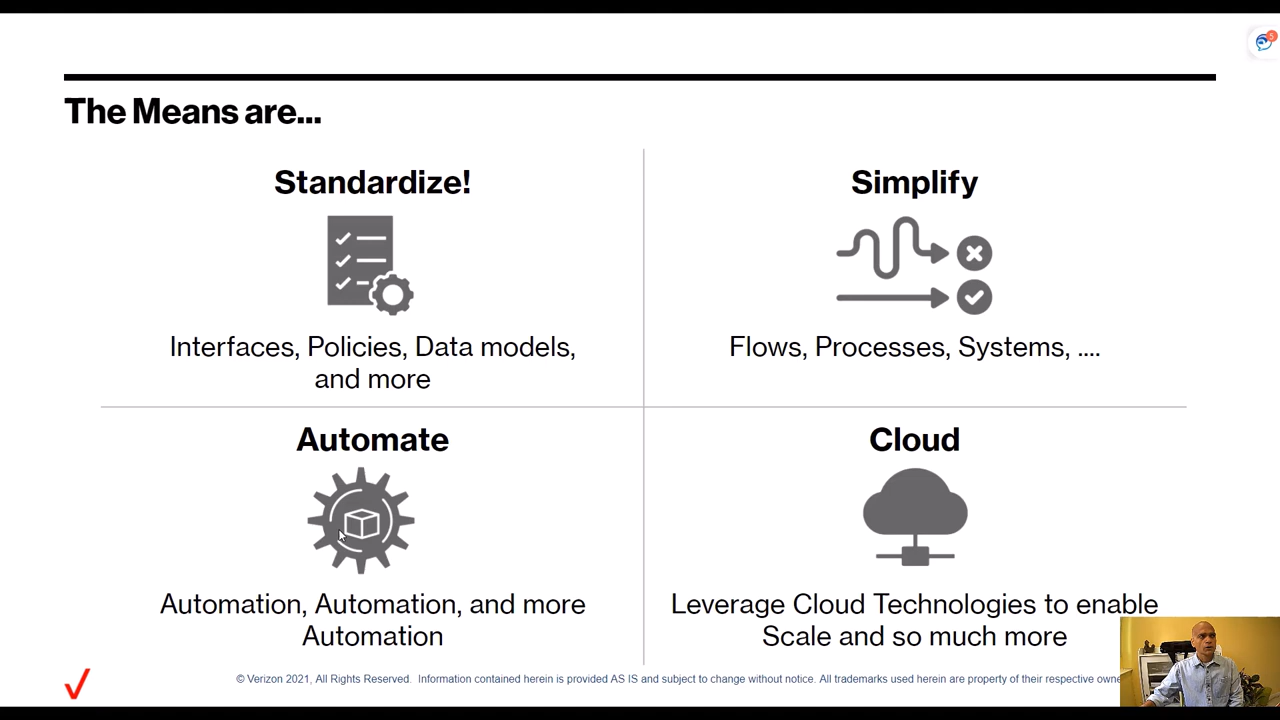 The Means are...
Standardize!
Interfaces, Policies, Data models,
and more
Simplify
Flows, Processes, Systems, ....
Automate
Automation, Automation, and more
Automation
Cloud
Leverage Cloud Technologies to enable
Scale and so much more
© Verizon 2021, All Rights Reserved. Information contained herein is provided AS IS and subject to change without notice. All trademarks used herein are property of their respective owne
5